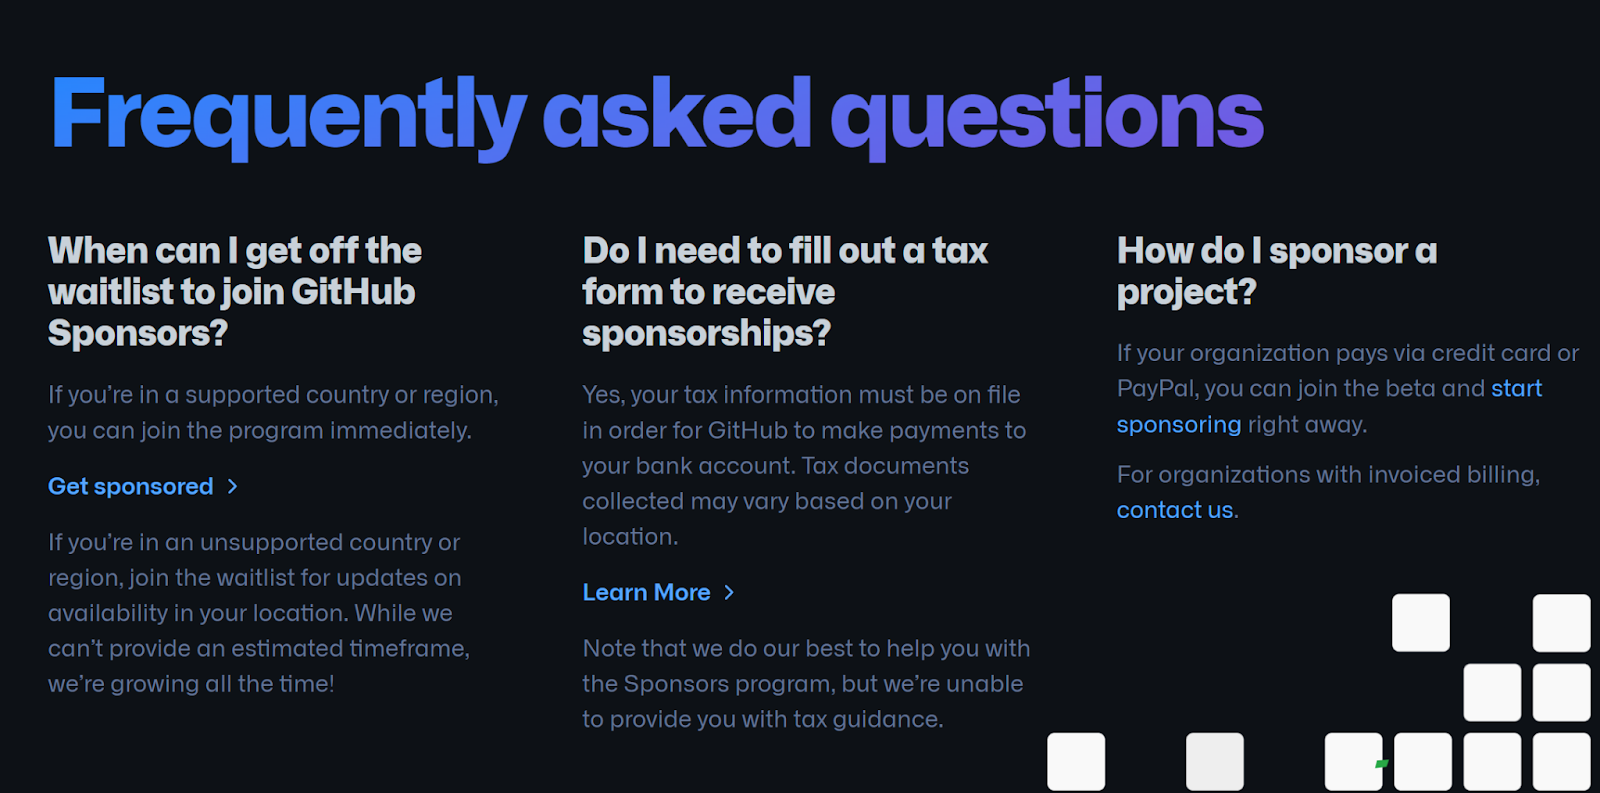 Frequently asked questions
When can I get off the
waitlist to join GitHub
Sponsors?
If you’re in a supported country or region,
you can join the program immediately.
Get sponsored
If you’re in an unsupported country or
region, join the waitlist for updates on
availability in your location. While we
can’t provide an estimated timeframe,
we’re growing all the time!
Do I need to fill out a tax
form to receive
sponsorships?
Yes, your tax information must be on file
in order for GitHub to make payments to
your bank account. Tax documents
collected may vary based on your
location.
Learn More
Note that we do our best to help you with
the Sponsors program, but we’re unable
to provide you with tax guidance.
How do I sponsor a
project?
If your organization pays via credit card or
PayPal, you can join the beta and start
sponsoring right away.
For organizations with invoiced billing,
contact us.